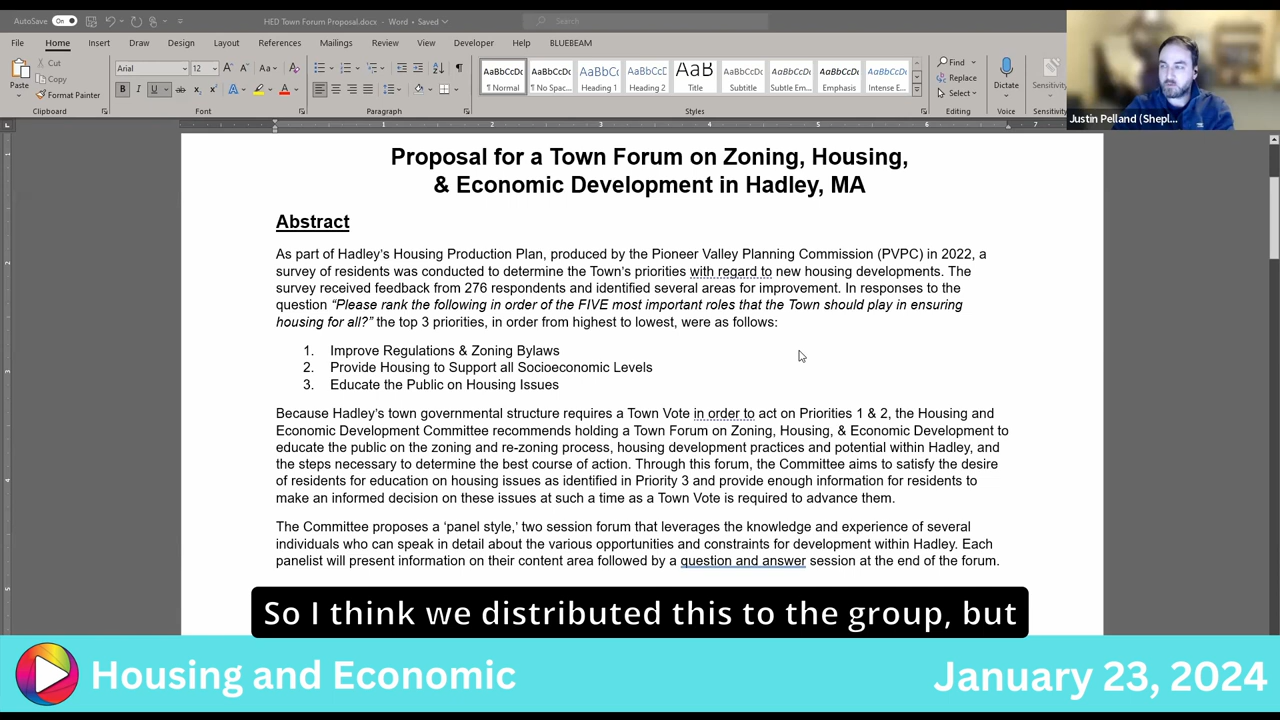 AutoSave On HED Town Forum Proposal.docx - Word • Saved Search
File Home Insert Draw Design Layout References Mailings Review View Developer Help BLUEBEAM
Paste Cut
Copy
Format Painter
Arial 12
B I U
AaBbCcDc AaBbCcDc AaBbC AaBbCcD AaB AaBbCcD AaBbCcDc AaBbCcDc AaBbCcDc
¶ Normal ¶ No Spac... Heading 1 Heading 2 Title Subtitle Subtle Em... Emphasis Intense E...
Find
Replace
Select
Dictate Sensitivity
Clipboard Font Paragraph Styles Editing Voice Sensitivity
Justin Pelland (Shepl...
Proposal for a Town Forum on Zoning, Housing,
& Economic Development in Hadley, MA
Abstract
As part of Hadley's Housing Production Plan, produced by the Pioneer Valley Planning Commission (PVPC) in 2022, a
survey of residents was conducted to determine the Town's priorities with regard to new housing developments. The
survey received feedback from 276 respondents and identified several areas for improvement. In responses to the
question “Please rank the following in order of the FIVE most important roles that the Town should play in ensuring
housing for all?” the top 3 priorities, in order from highest to lowest, were as follows:
1. Improve Regulations & Zoning Bylaws
2. Provide Housing to Support all Socioeconomic Levels
3. Educate the Public on Housing Issues
Because Hadley's town governmental structure requires a Town Vote in order to act on Priorities 1 & 2, the Housing and
Economic Development Committee recommends holding a Town Forum on Zoning, Housing, & Economic Development to
educate the public on the zoning and re-zoning process, housing development practices and potential within Hadley, and
the steps necessary to determine the best course of action. Through this forum, the Committee aims to satisfy the desire
of residents for education on housing issues as identified in Priority 3 and provide enough information for residents to
make an informed decision on these issues at such a time as a Town Vote is required to advance them.
The Committee proposes a ‘panel style,’ two session forum that leverages the knowledge and experience of several
individuals who can speak in detail about the various opportunities and constraints for development within Hadley. Each
panelist will present information on their content area followed by a question and answer session at the end of the forum.
So I think we distributed this to the group, but
Housing and Economic January 23, 2024